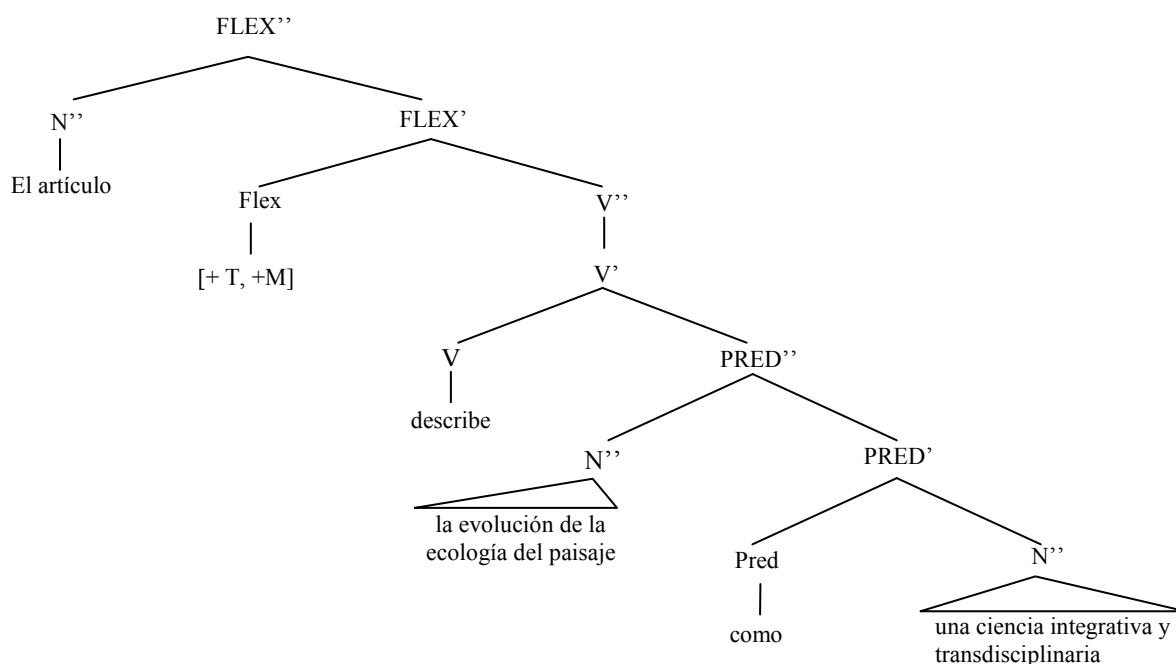 FLEX’’
N’’
FLEX’
El artículo
Flex
V’’
[+ T, +M]
V’
V
PRED’’
describe
N’’
PRED’
la evolución de la
ecología del paisaje
Pred
N’’
como
una ciencia integrativa y
transdisciplinaria